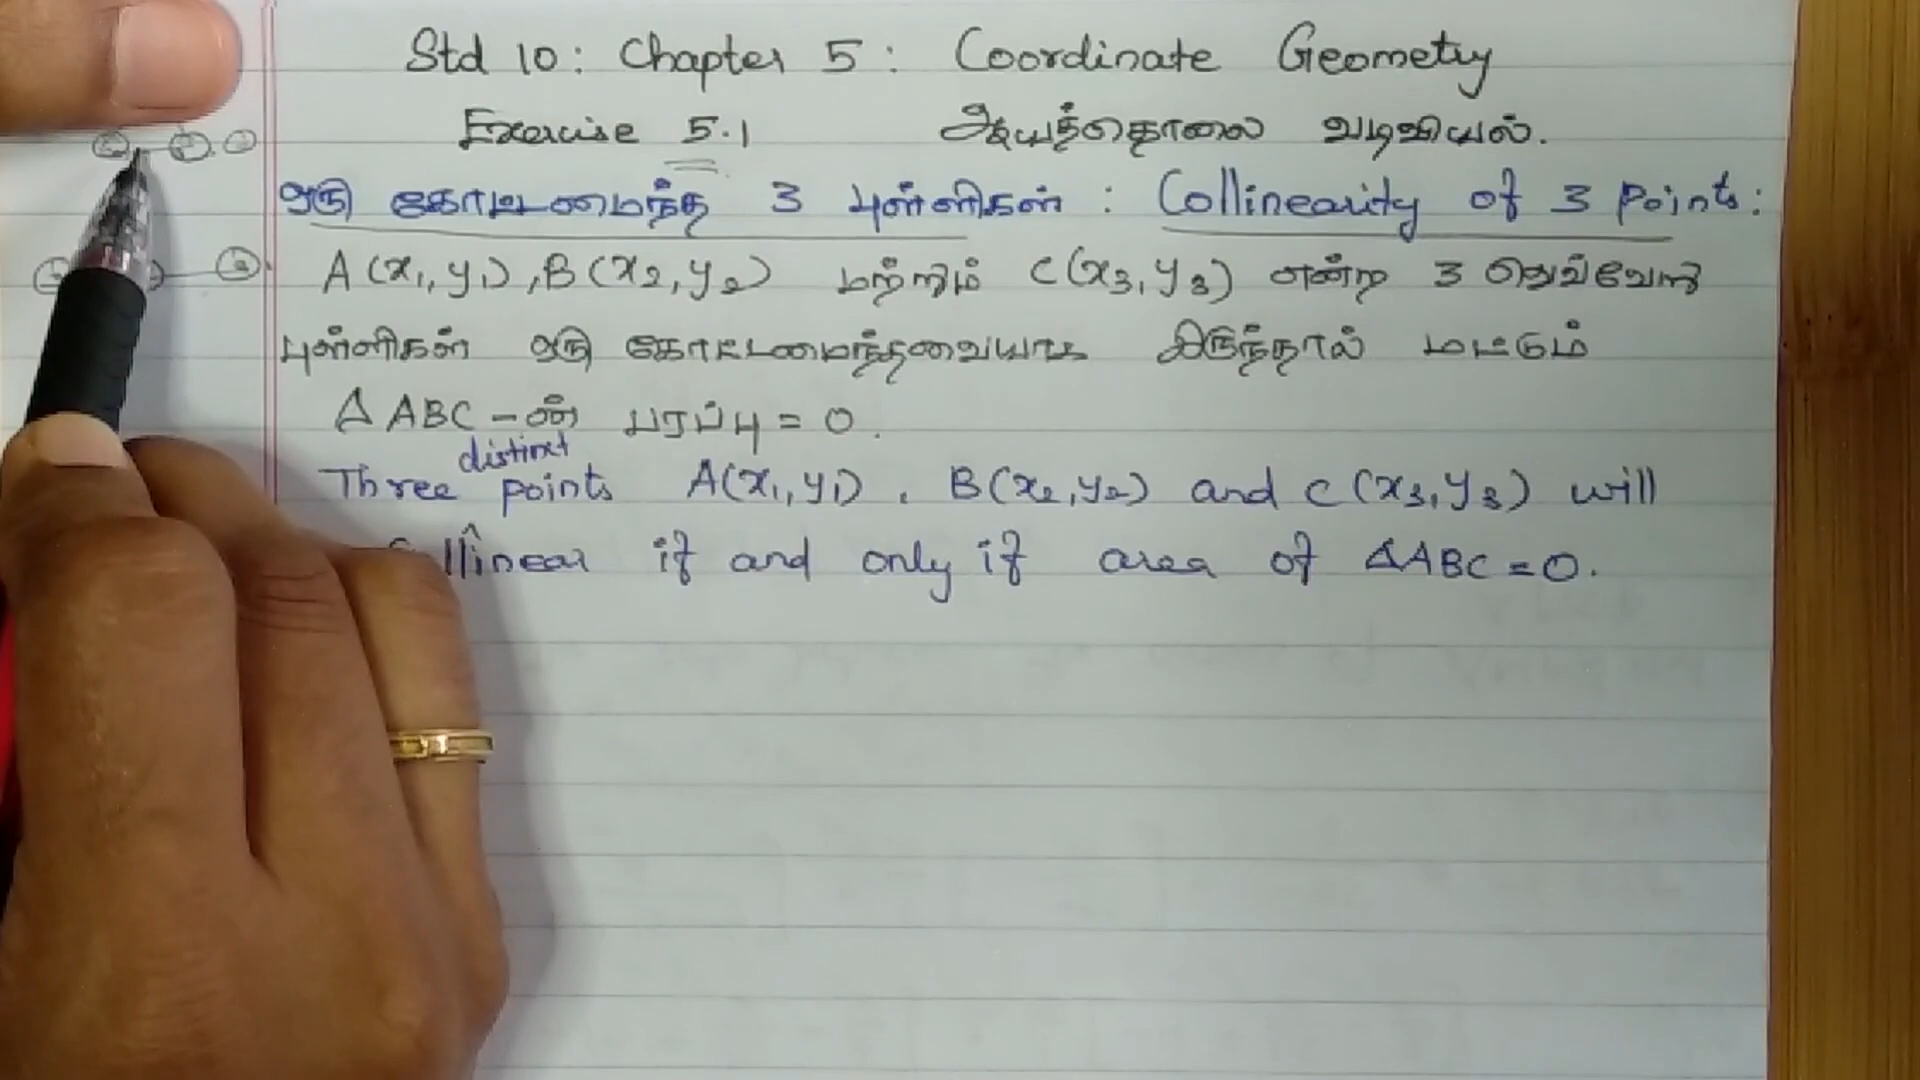 Std 10: Chapter 5: Coordinate Geometry
Exercise 5.1 ஆயத்தொலை வடிவியல்.
ஒரு கோட்டமைந்த 3 புள்ளிகள் : Collinearity of 3 Points:
A(x₁,y₁),B(x₂,y₂) மற்றும் C(x₃,y₃) என்ற 3 வெவ்வேறு
புள்ளிகள் ஒரு கோட்டமைந்தவையாக இருந்தால் மட்டும்
Δ ABC-ன் பரப்பு = 0.
distinct
Three points A(x₁,y₁), B(x₂,y₂) and C(x₃,y₃) will
if and only if area of ΔABC=0.